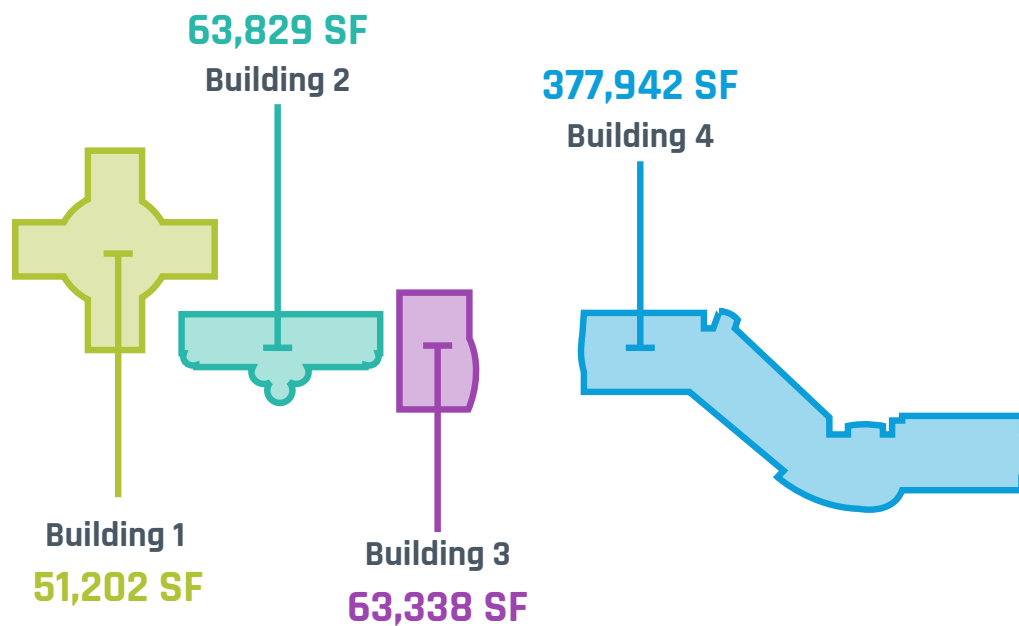 63,829 SF
Building 2
377,942 SF
Building 4
Building 1
51,202 SF
Building 3
63,338 SF